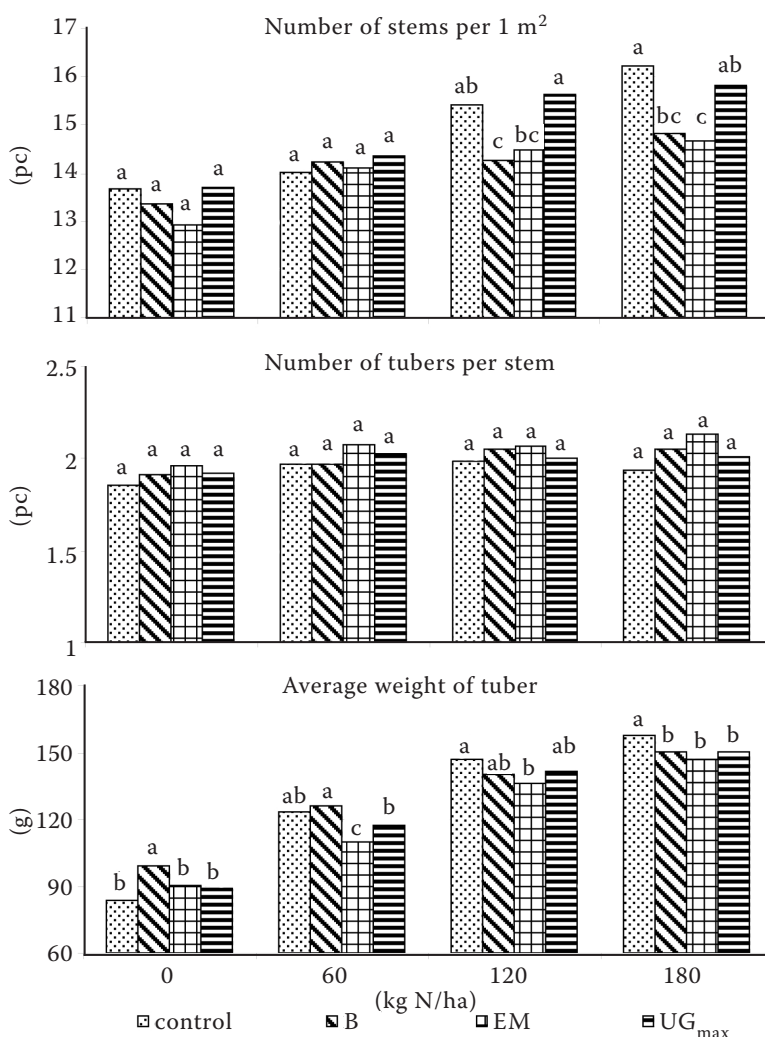 Number of stems per 1 m²
17
16
15
14
13
12
11
(pc)
a a a a
a a a a
ab c bc a
a bc c ab
Number of tubers per stem
2.5
2
1.5
1
(pc)
a a a a
a a a a
a a a a
a a a a
Average weight of tuber
180
150
120
90
60
(g)
b a b b
ab a c b
a ab b ab
a b b b
0 60 120 180
(kg N/ha)
control B EM UGmax